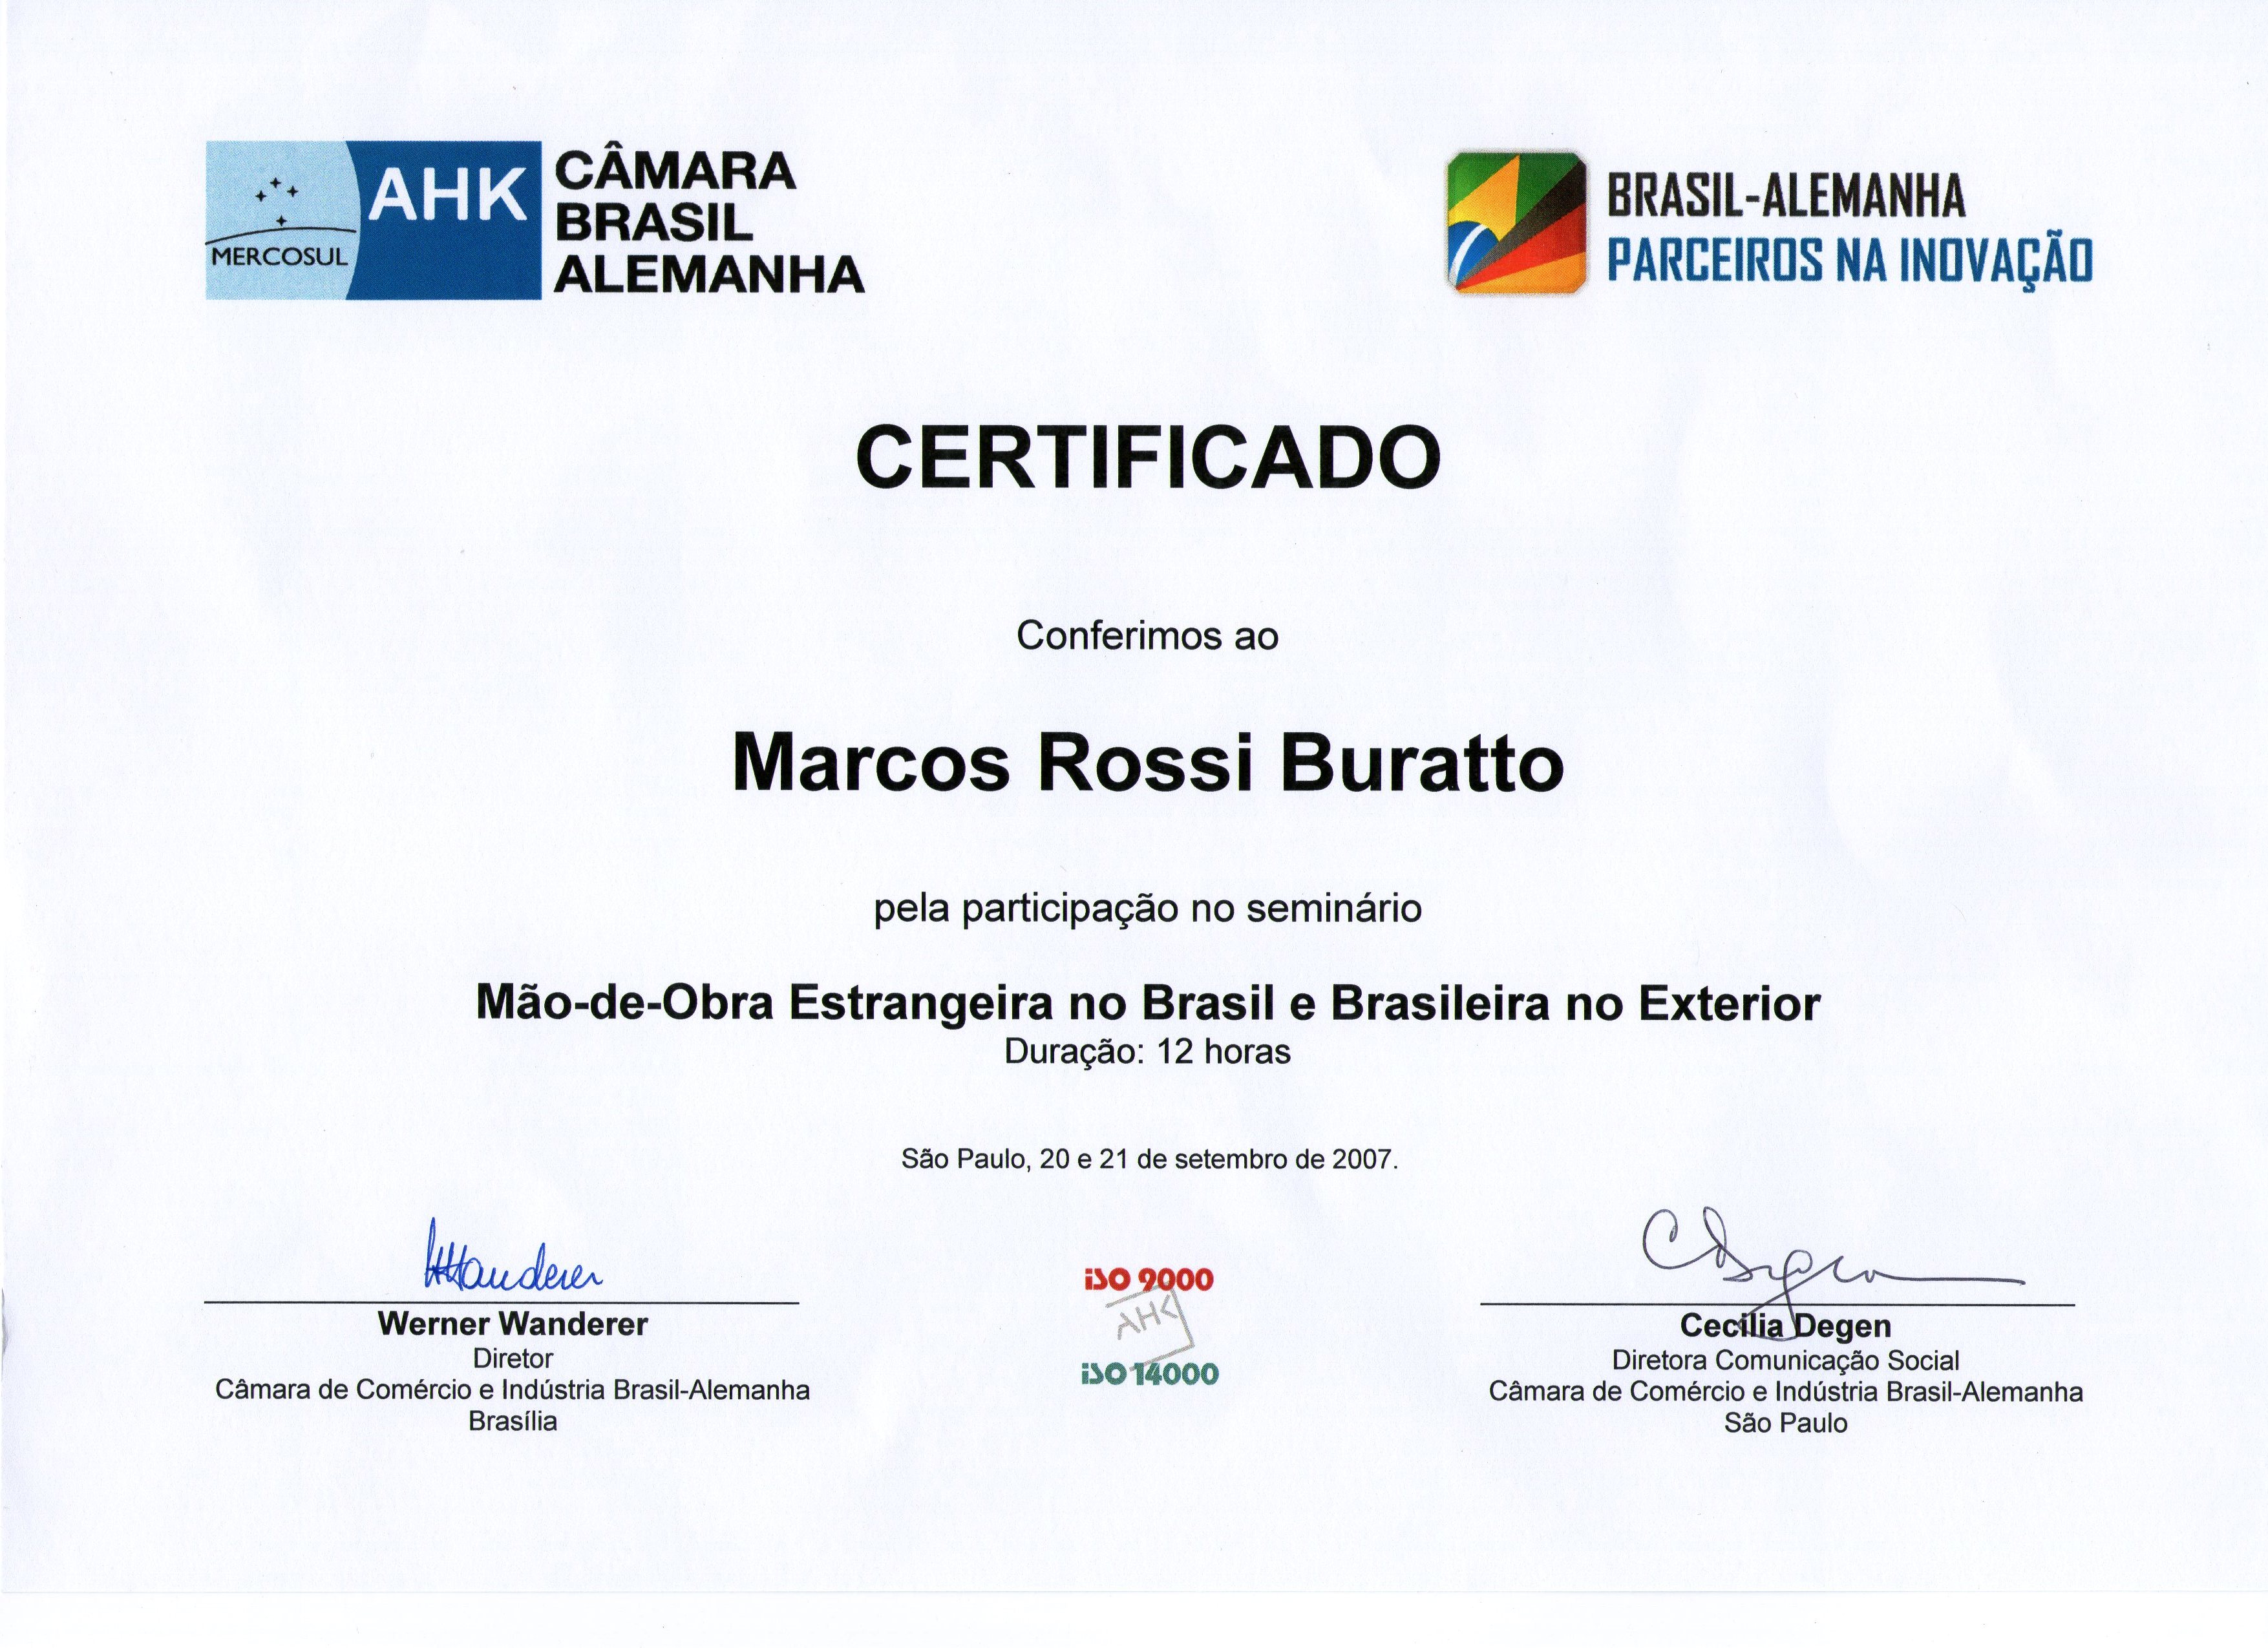 MERCOSUL
AHK
CÂMARA
BRASIL
ALEMANHA
BRASIL-ALEMANHA
PARCEIROS NA INOVAÇÃO
CERTIFICADO
Conferimos ao
Marcos Rossi Buratto
pela participação no seminário
Mão-de-Obra Estrangeira no Brasil e Brasileira no Exterior
Duração: 12 horas
São Paulo, 20 e 21 de setembro de 2007.
WWanderer
Werner Wanderer
Diretor
Câmara de Comércio e Indústria Brasil-Alemanha
Brasília
iSO 9000
AHK
iSO 14000
C Degen
Cecilia Degen
Diretora Comunicação Social
Câmara de Comércio e Indústria Brasil-Alemanha
São Paulo